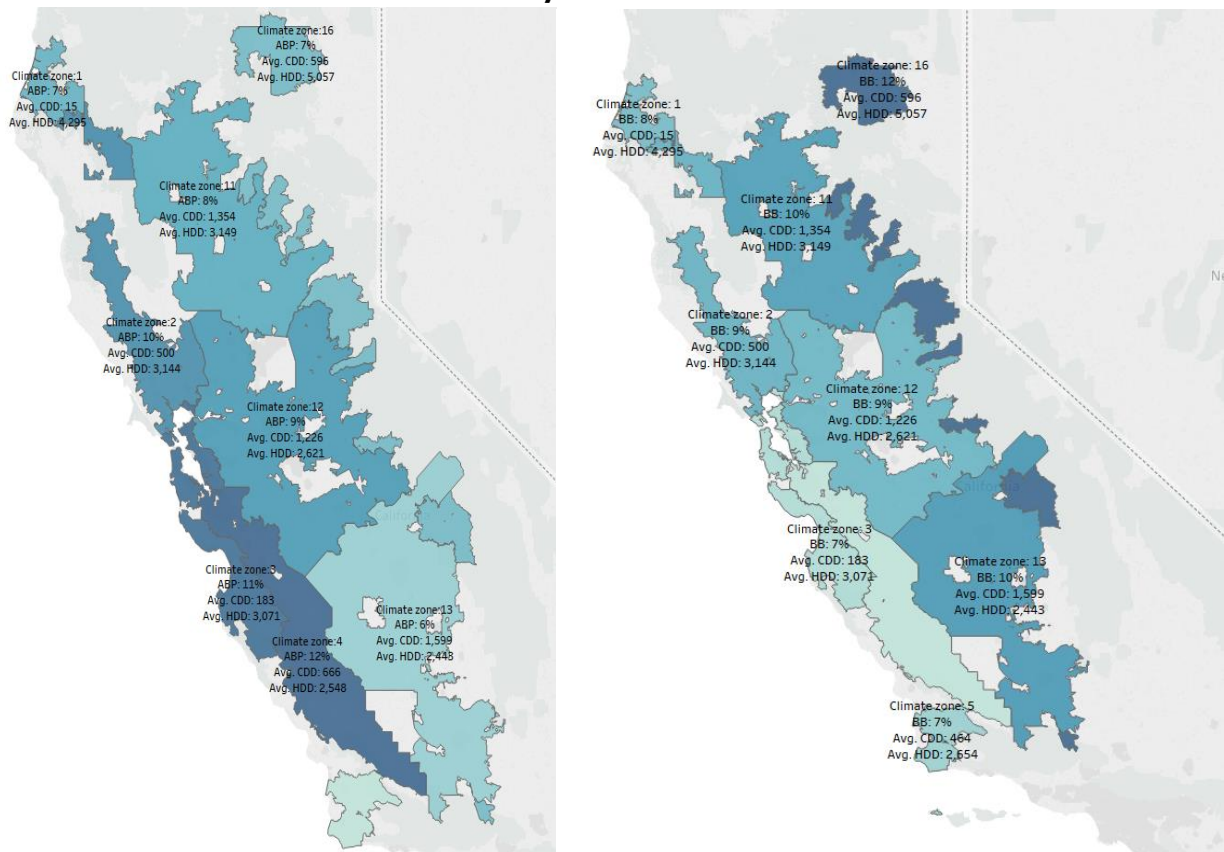 y
Climate zone:16
ABP: 7%
Avg. CDD: 596
Avg. HDD: 5,057
Climate zone:1
ABP: 7%
Avg. CDD: 15
Avg. HDD: 4,295
Climate zone:11
ABP: 8%
Avg. CDD: 1,354
Avg. HDD: 3,149
Climate zone:2
ABP: 10%
Avg. CDD: 500
Avg. HDD: 3,144
Climate zone:12
ABP: 9%
Avg. CDD: 1,226
Avg. HDD: 2,621
California
Climate zone:3
ABP: 11%
Avg. CDD: 183
Avg. HDD: 3,071
Climate zone:13
ABP: 6%
Avg. CDD: 1,599
Avg. HDD: 2,443
Climate zone:4
ABP: 12%
Avg. CDD: 666
Avg. HDD: 2,548
Climate zone: 16
BB: 12%
Avg. CDD: 596
Avg. HDD: 5,057
Climate zone: 1
BB: 8%
Avg. CDD: 15
Avg. HDD: 4,295
Climate zone: 11
BB: 10%
Avg. CDD: 1,354
Avg. HDD: 3,149
Ne
Climate zone: 2
BB: 9%
Avg. CDD: 500
Avg. HDD: 3,144
Climate zone: 12
BB: 9%
Avg. CDD: 1,226
Avg. HDD: 2,621
California
Climate zone: 3
BB: 7%
Avg. CDD: 183
Avg. HDD: 3,071
Climate zone: 13
BB: 10%
Avg. CDD: 1,599
Avg. HDD: 2,443
Climate zone: 5
BB: 7%
Avg. CDD: 464
Avg. HDD: 2,654